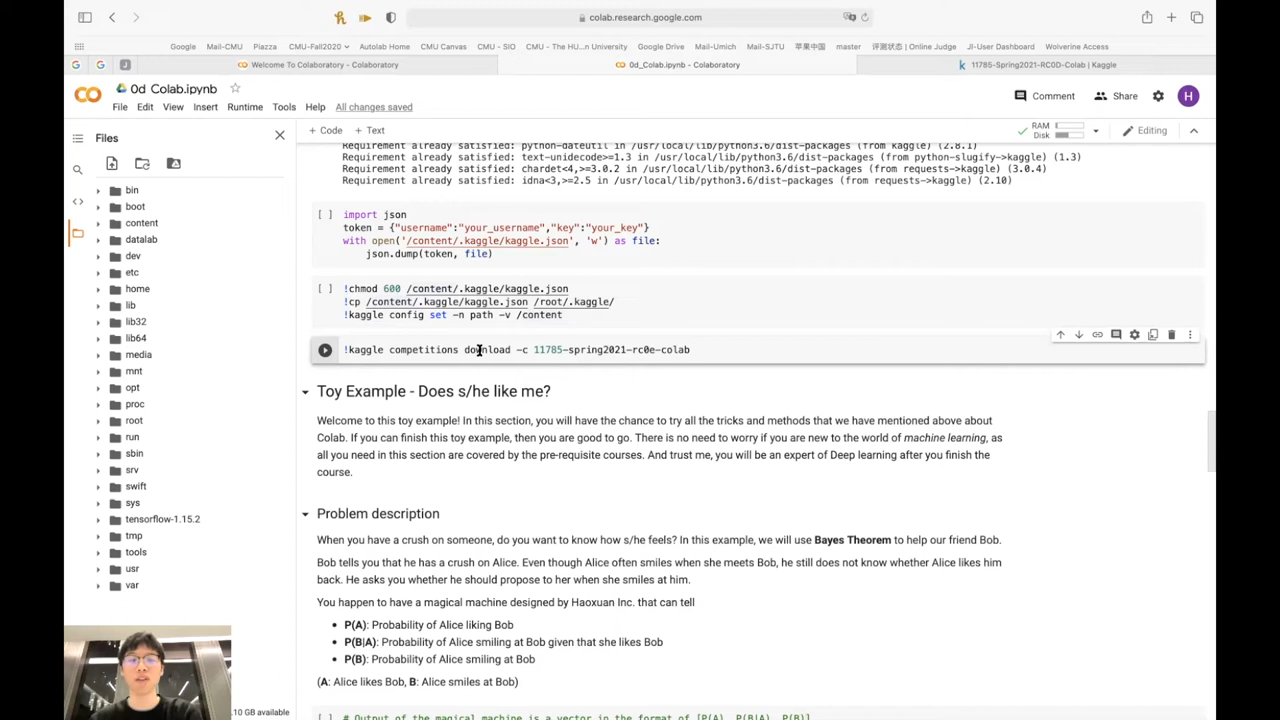 colab.research.google.com
Google Mail-CMU Piazza CMU-Fall2020 Autolab Home CMU Canvas CMU - SIO CMU - The HU...n University Google Drive Mail-Umich Mail-SJTU 苹果中国 master 评测状态 | Online Judge JI-User Dashboard Wolverine Access
Welcome To Colaboratory - Colaboratory
0d_Colab.ipynb - Colaboratory
11785-Spring2021-RC0D-Colab | Kaggle
0d_Colab.ipynb
Comment
Share
H
File Edit View Insert Runtime Tools Help All changes saved
Files
+ Code + Text
RAM
Disk
Editing
bin
boot
content
datalab
dev
etc
home
lib
lib32
lib64
media
mnt
opt
proc
root
run
sbin
srv
swift
sys
tensorflow-1.15.2
tmp
tools
usr
var
10 GB available
Requirement already satisfied: python-dateutil in /usr/local/lib/python3.6/dist-packages (from kaggle) (2.8.1)
Requirement already satisfied: text-unidecode>=1.3 in /usr/local/lib/python3.6/dist-packages (from python-slugify->kaggle) (1.3)
Requirement already satisfied: chardet<4,>=3.0.2 in /usr/local/lib/python3.6/dist-packages (from requests->kaggle) (3.0.4)
Requirement already satisfied: idna<3,>=2.5 in /usr/local/lib/python3.6/dist-packages (from requests->kaggle) (2.10)
[ ] import json
token = {"username":"your_username","key":"your_key"}
with open('/content/.kaggle/kaggle.json', 'w') as file:
json.dump(token, file)
[ ] !chmod 600 /content/.kaggle/kaggle.json
!cp /content/.kaggle/kaggle.json /root/.kaggle/
!kaggle config set -n path -v /content
!kaggle competitions download -c 11785-spring2021-rc0e-colab
Toy Example - Does s/he like me?
Welcome to this toy example! In this section, you will have the chance to try all the tricks and methods that we have mentioned above about
Colab. If you can finish this toy example, then you are good to go. There is no need to worry if you are new to the world of machine learning, as
all you need in this section are covered by the pre-requisite courses. And trust me, you will be an expert of Deep learning after you finish the
course.
Problem description
When you have a crush on someone, do you want to know how s/he feels? In this example, we will use Bayes Theorem to help our friend Bob.
Bob tells you that he has a crush on Alice. Even though Alice often smiles when she meets Bob, he still does not know whether Alice likes him
back. He asks you whether he should propose to her when she smiles at him.
You happen to have a magical machine designed by Haoxuan Inc. that can tell
• P(A): Probability of Alice liking Bob
• P(B|A): Probability of Alice smiling at Bob given that she likes Bob
• P(B): Probability of Alice smiling at Bob
(A: Alice likes Bob, B: Alice smiles at Bob)
[ ] # Output of the magical machine is a vector in the format of [P(A), P(B|A), P(B)]